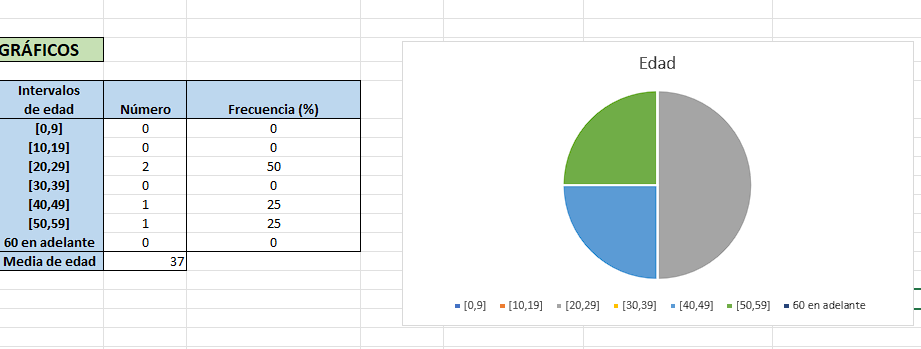 GRÁFICOS
Intervalos
de edad Número Frecuencia (%)
[0,9] 0 0
[10,19] 0 0
[20,29] 2 50
[30,39] 0 0
[40,49] 1 25
[50,59] 1 25
60 en adelante 0 0
Media de edad 37
Edad
[0,9] [10,19] [20,29] [30,39] [40,49] [50,59] 60 en adelante